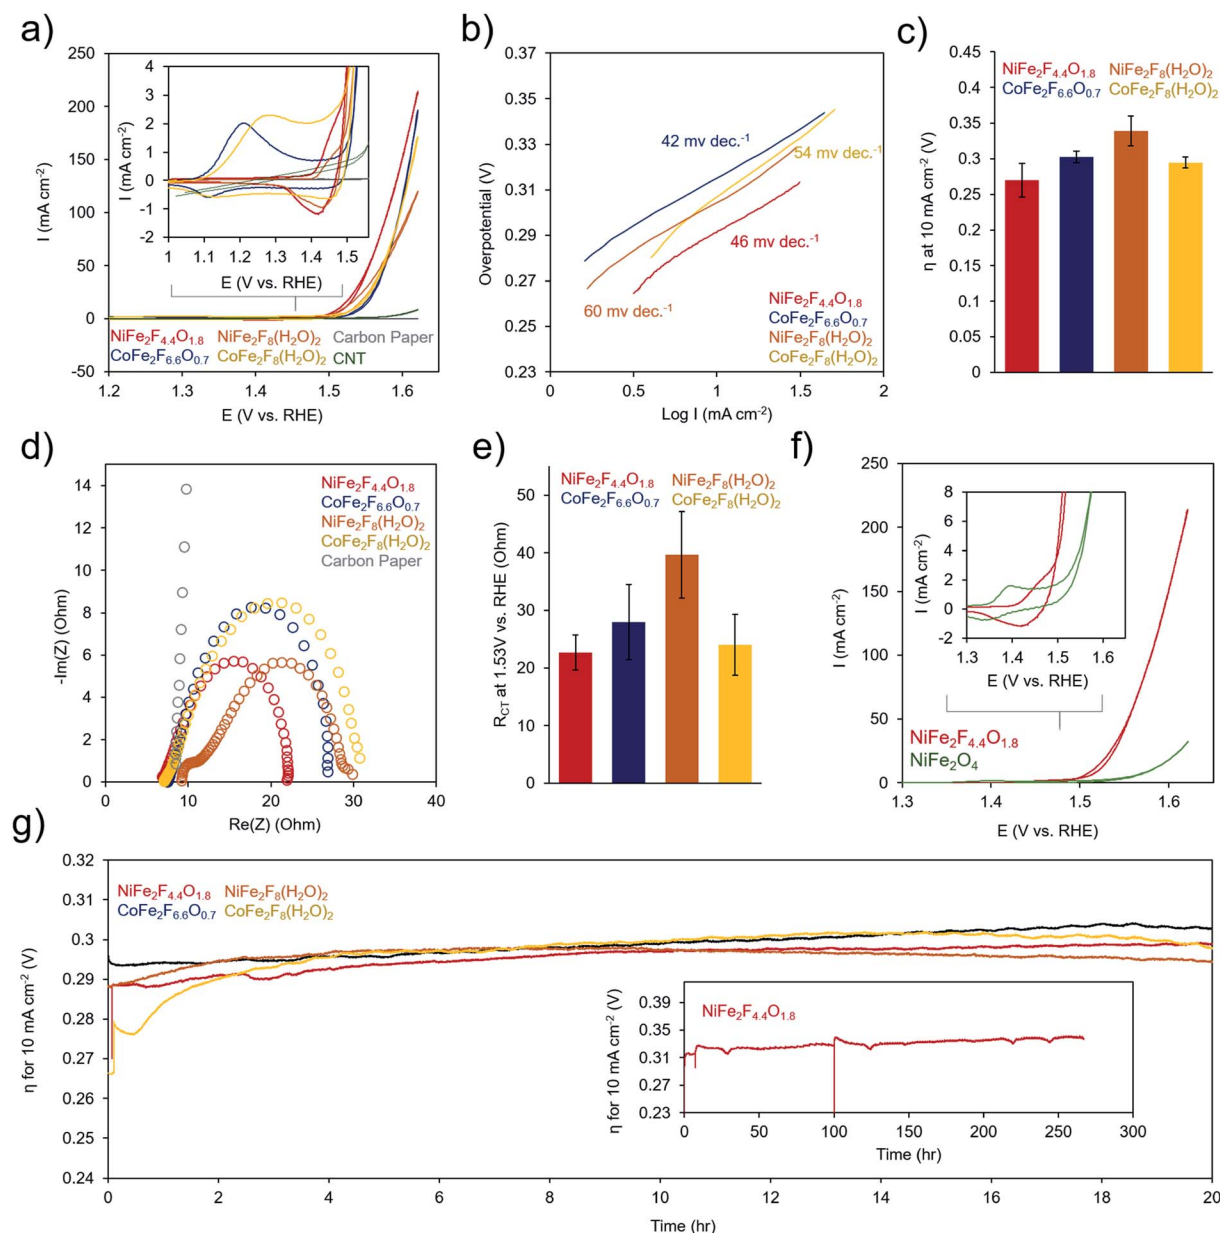 a)
250
200
150
100
50
0
-50
I (mA cm-2)
4
3
2
1
0
-1
-2
I (mA cm-2)
1 1.1 1.2 1.3 1.4 1.5
E (V vs. RHE)
NiFe2F4.4O1.8 NiFe2F8(H2O)2 Carbon Paper
CoFe2F6.6O0.7 CoFe2F8(H2O)2 CNT
1.2 1.3 1.4 1.5 1.6
E (V vs. RHE)
b)
0.37
0.35
0.33
0.31
0.29
0.27
0.25
0.23
Overpotential (V)
42 mv dec.-1
54 mv dec.-1
46 mv dec.-1
60 mv dec.-1
NiFe2F4.4O1.8
CoFe2F6.6O0.7
NiFe2F8(H2O)2
CoFe2F8(H2O)2
0 0.5 1 1.5 2
Log I (mA cm-2)
c)
0.45
0.4
0.35
0.3
0.25
0.2
0.15
0.1
0.05
0
η at 10 mA cm-2 (V)
NiFe2F4.4O1.8 NiFe2F8(H2O)2
CoFe2F6.6O0.7 CoFe2F8(H2O)2
d)
14
12
10
8
6
4
2
0
-Im(Z) (Ohm)
NiFe2F4.4O1.8
CoFe2F6.6O0.7
NiFe2F8(H2O)2
CoFe2F8(H2O)2
Carbon Paper
0 10 20 30 40
Re(Z) (Ohm)
e)
50
40
30
20
10
0
RCT at 1.53V vs. RHE (Ohm)
NiFe2F4.4O1.8 NiFe2F8(H2O)2
CoFe2F6.6O0.7 CoFe2F8(H2O)2
f)
250
200
150
100
50
0
I (mA cm-2)
8
6
4
2
0
-2
I (mA cm-2)
1.3 1.4 1.5 1.6
E (V vs. RHE)
NiFe2F4.4O1.8
NiFe2O4
1.3 1.4 1.5 1.6
E (V vs. RHE)
g)
0.32
0.31
0.3
0.29
0.28
0.27
0.26
0.25
0.24
η for 10 mA cm-2 (V)
NiFe2F4.4O1.8 NiFe2F8(H2O)2
CoFe2F6.6O0.7 CoFe2F8(H2O)2
0.39
0.35
0.31
0.27
0.23
η for 10 mA cm-2 (V)
NiFe2F4.4O1.8
0 50 100 150 200 250 300
Time (hr)
0 2 4 6 8 10 12 14 16 18 20
Time (hr)